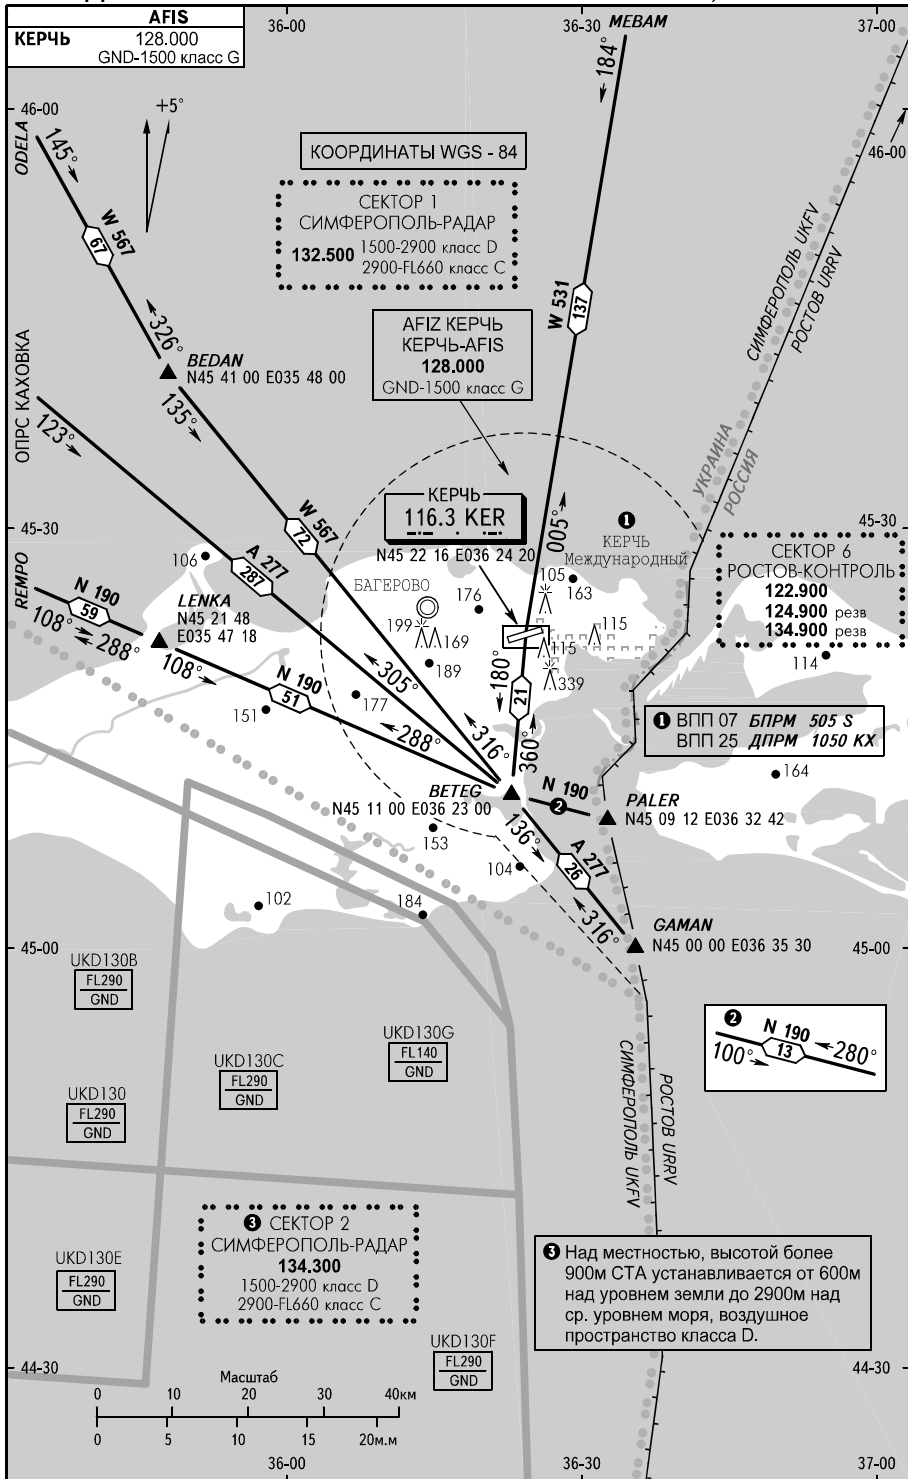 AFIS
КЕРЧЬ 128.000
GND-1500 класс G
36-00
36-30
37-00
MEBAM
184°
46-00
+5°
ODELA
145°
W 567
67
326°
46-00
КООРДИНАТЫ WGS - 84
СЕКТОР 1
СИМФЕРОПОЛЬ-РАДАР
132.500 1500-2900 класс D
2900-FL660 класс C
W 531
137
СИМФЕРОПОЛЬ UKFV
РОСТОВ URRV
AFIZ КЕРЧЬ
КЕРЧЬ-AFIS
128.000
GND-1500 класс G
BEDAN
N45 41 00 E035 48 00
135°
ОПРС КАХОВКА
123°
УКРАИНА
РОССИЯ
КЕРЧЬ
116.3 KER
N45 22 16 E036 24 20
005°
W 567
72
45-30
45-30
❶
КЕРЧЬ
Международный
СЕКТОР 6
РОСТОВ-КОНТРОЛЬ
122.900
124.900 резв
134.900 резв
106
A 277
287
REMPO
N 190
59
108°
288°
LENKA
N45 21 48
E035 47 18
БАГЕРОВО
176
105
163
199
169
115
115
189
339
114
108°
N 190
51
305°
180°
21
177
151
288°
316°
360°
❶ ВПП 07 БПРМ 505 S
ВПП 25 ДПРМ 1050 KX
164
BETEG
N45 11 00 E036 23 00
N 190
❷
PALER
N45 09 12 E036 32 42
136°
153
A 277
26
104
102
184
316°
GAMAN
N45 00 00 E036 35 30
45-00
45-00
UKD130B
FL290
GND
❷ N 190
100° 13 280°
UKD130G
FL140
GND
UKD130C
FL290
GND
UKD130
FL290
GND
СИМФЕРОПОЛЬ UKFV
РОСТОВ URRV
❸ СЕКТОР 2
СИМФЕРОПОЛЬ-РАДАР
134.300
1500-2900 класс D
2900-FL660 класс C
UKD130E
FL290
GND
❸ Над местностью, высотой более
900м СТА устанавливается от 600м
над уровнем земли до 2900м над
ср. уровнем моря, воздушное
пространство класса D.
UKD130F
FL290
GND
44-30
44-30
Масштаб
0 10 20 30 40км
0 5 10 15 20м.м
36-00
36-30
37-00